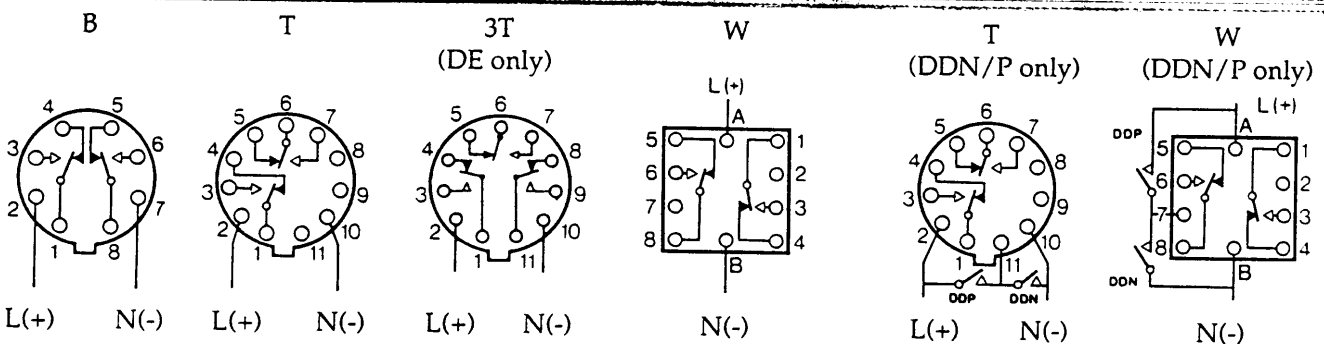 B T 3T W T W
(DE only) (DDN/P only) (DDN/P only)
L(+) L(+)
4 5 5 6 7 5 6 7 A 5 6 7 A
3 6 4 8 4 8 5 1 4 8 DDP 5 1
3 9 3 9 6 2 3 9 6 2
2 7 7 3 7 3
2 10 2 10 8 4 2 10 8 4
1 8 1 11 1 11 B 1 11 DDN B
DDP DDN
L(+) N(-) L(+) N(-) L(+) N(-) N(-) L(+) N(-) N(-)